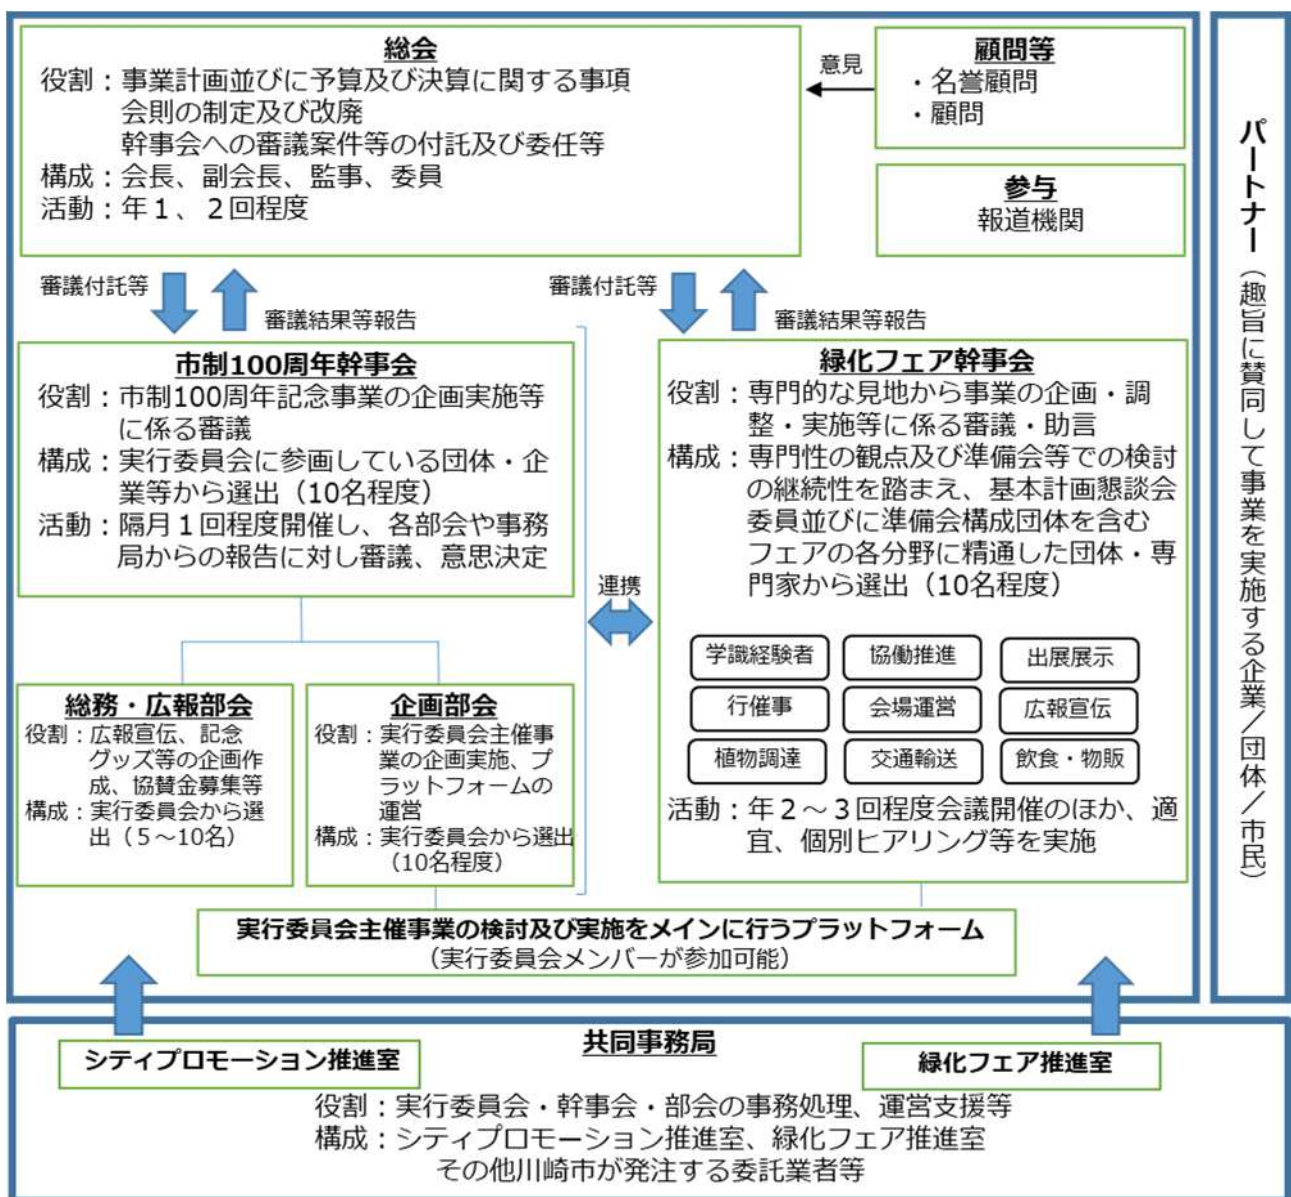 総会
役割：事業計画並びに予算及び決算に関する事項
会則の制定及び改廃
幹事会への審議案件等の付託及び委任等
構成：会長、副会長、監事、委員
活動：年１、２回程度
意見
顧問等
・名誉顧問
・顧問
参与
報道機関
審議付託等
審議結果等報告
審議付託等
審議結果等報告
市制100周年幹事会
役割：市制100周年記念事業の企画実施等
に係る審議
構成：実行委員会に参画している団体・企
業等から選出（10名程度）
活動：隔月１回程度開催し、各部会や事務
局からの報告に対し審議、意思決定
総務・広報部会
役割：広報宣伝、記念
グッズ等の企画作
成、協賛金募集等
構成：実行委員会から選
出（５～10名）
企画部会
役割：実行委員会主催事
業の企画実施、プ
ラットフォームの
運営
構成：実行委員会から選出
（10名程度）
連携
緑化フェア幹事会
役割：専門的な見地から事業の企画・調
整・実施等に係る審議・助言
構成：専門性の観点及び準備会等での検討
の継続性を踏まえ、基本計画懇談会
委員並びに準備会構成団体を含む
フェアの各分野に精通した団体・専
門家から選出（10名程度）
学識経験者
協働推進
出展展示
行催事
会場運営
広報宣伝
植物調達
交通輸送
飲食・物販
活動：年２～３回程度会議開催のほか、適
宜、個別ヒアリング等を実施
実行委員会主催事業の検討及び実施をメインに行うプラットフォーム
（実行委員会メンバーが参加可能）
パートナー（趣旨に賛同して事業を実施する企業／団体／市民）
共同事務局
シティプロモーション推進室
緑化フェア推進室
役割：実行委員会・幹事会・部会の事務処理、運営支援等
構成：シティプロモーション推進室、緑化フェア推進室
その他川崎市が発注する委託業者等